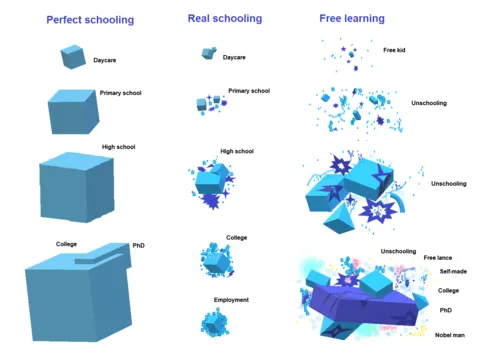 Perfect schooling
Daycare
Primary school
High school
College
PhD
Real schooling
Daycare
Primary school
High school
College
Employment
Free learning
Free kid
Unschooling
Unschooling
Unschooling
Free lance
Self-made
College
PhD
Nobel man